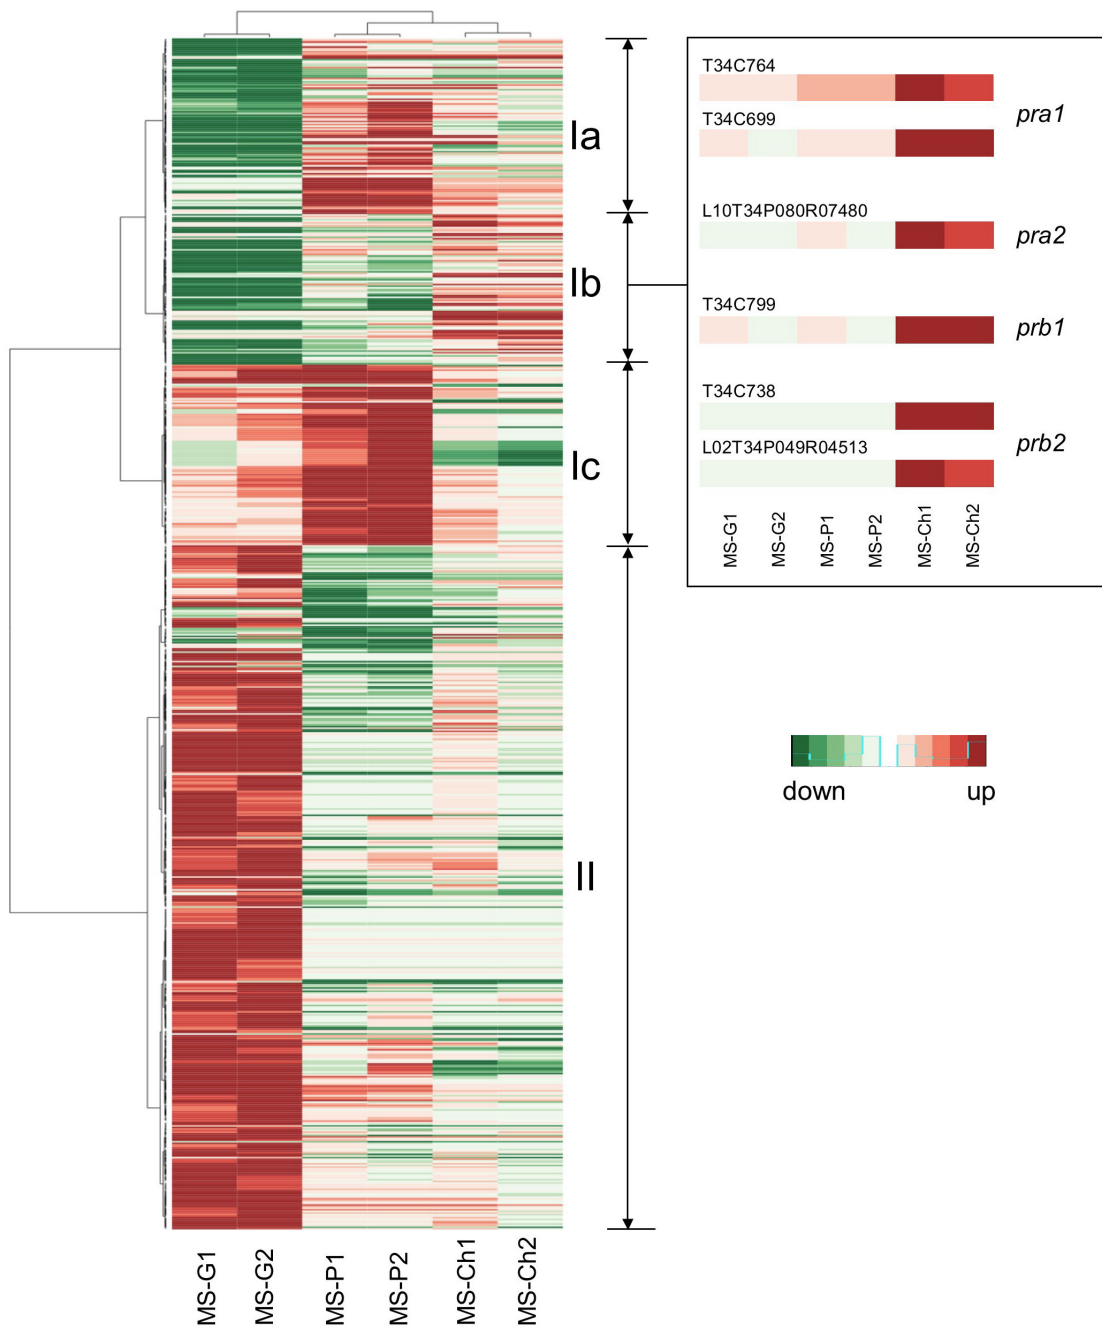 Ia
Ib
Ic
II
MS-G1
MS-G2
MS-P1
MS-P2
MS-Ch1
MS-Ch2
T34C764
pra1
T34C699
L10T34P080R07480
pra2
T34C799
prb1
T34C738
prb2
L02T34P049R04513
MS-G1
MS-G2
MS-P1
MS-P2
MS-Ch1
MS-Ch2
down up